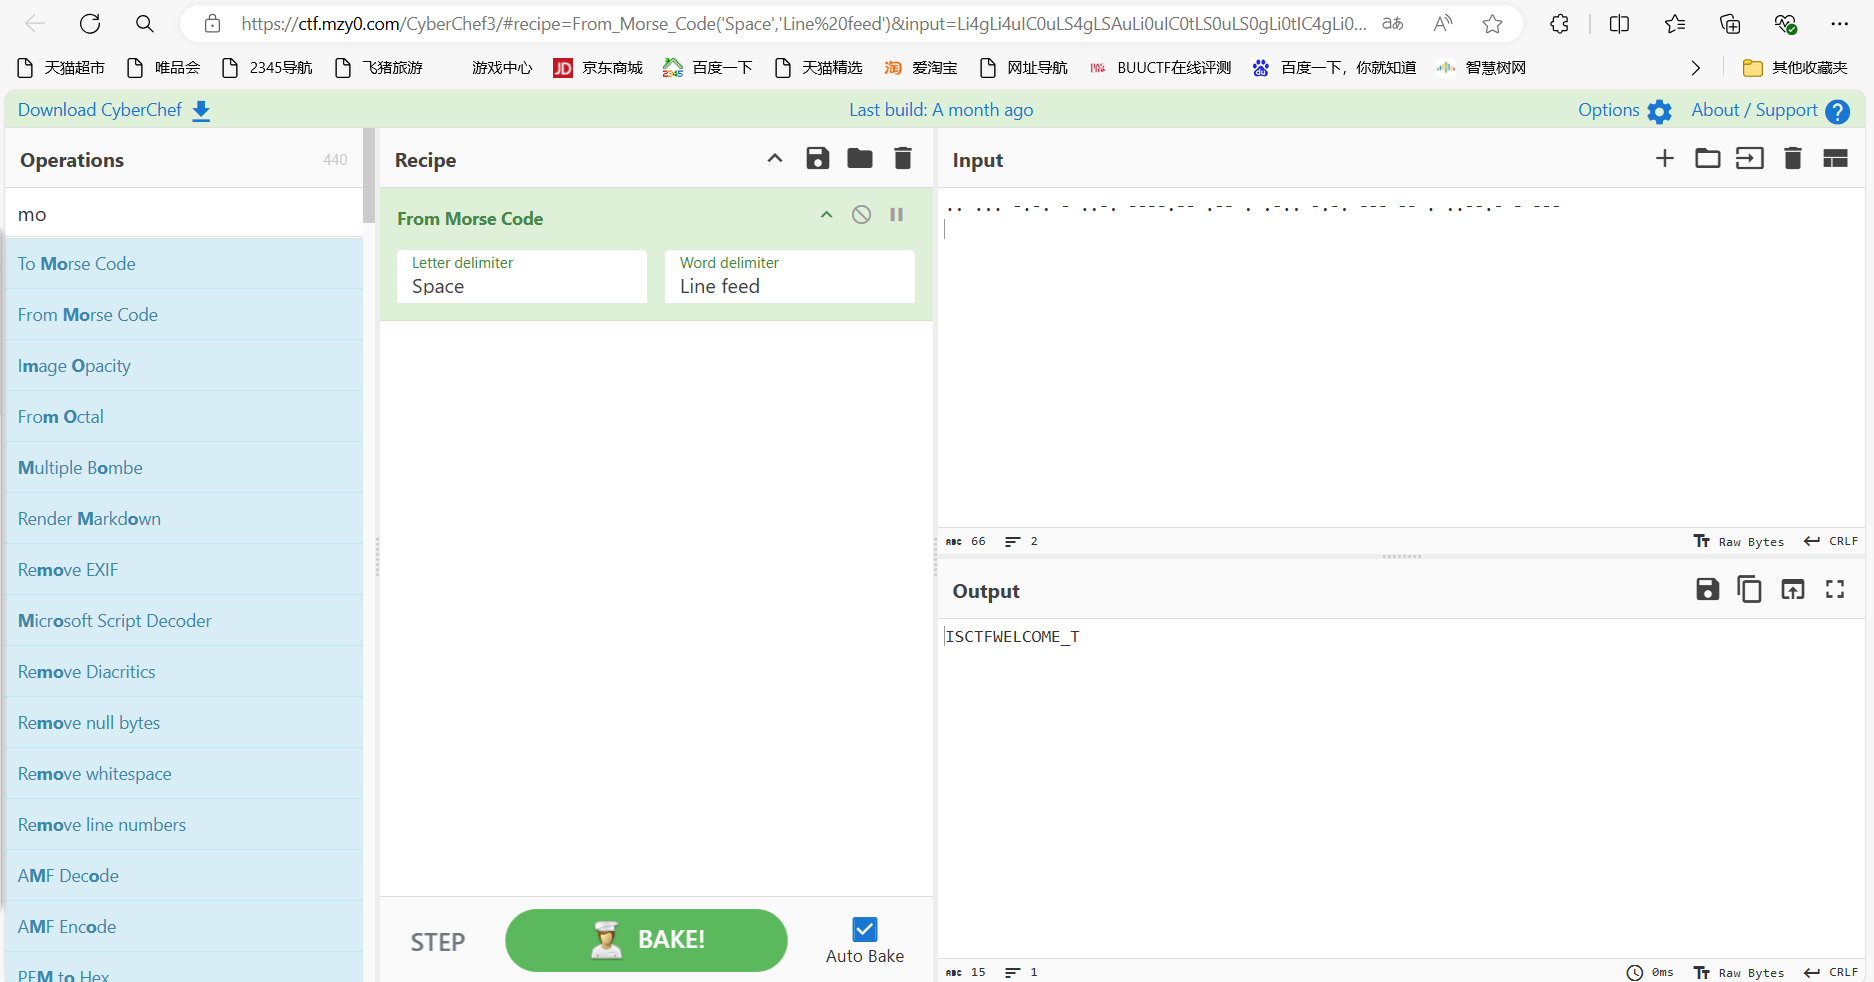 https://ctf.mzy0.com/CyberChef3/#recipe=From_Morse_Code('Space','Line%20feed')&input=Li4gLi4uIC0uLS4gLSAuLi0uIC0tLS0uLS0gLi0tIC4gLi0...
天猫超市 唯品会 2345导航 飞猪旅游 游戏中心 京东商城 百度一下 天猫精选 爱淘宝 网址导航 BUUCTF在线评测 百度一下，你就知道 智慧树网 其他收藏夹
Download CyberChef
Last build: A month ago
Options
About / Support
Operations
440
mo
To Morse Code
From Morse Code
Image Opacity
From Octal
Multiple Bombe
Render Markdown
Remove EXIF
Microsoft Script Decoder
Remove Diacritics
Remove null bytes
Remove whitespace
Remove line numbers
AMF Decode
AMF Encode
PEM to Hex
Recipe
From Morse Code
Letter delimiter
Space
Word delimiter
Line feed
STEP
BAKE!
Auto Bake
Input
.. ... -.-. - ..-. ----.-- .-- . .-.. -.-. --- -- . ..--.- - ---
ABC 66 2
Tт Raw Bytes CRLF
Output
ISCTFWELCOME_T
ABC 15 1
0ms Tт Raw Bytes CRLF